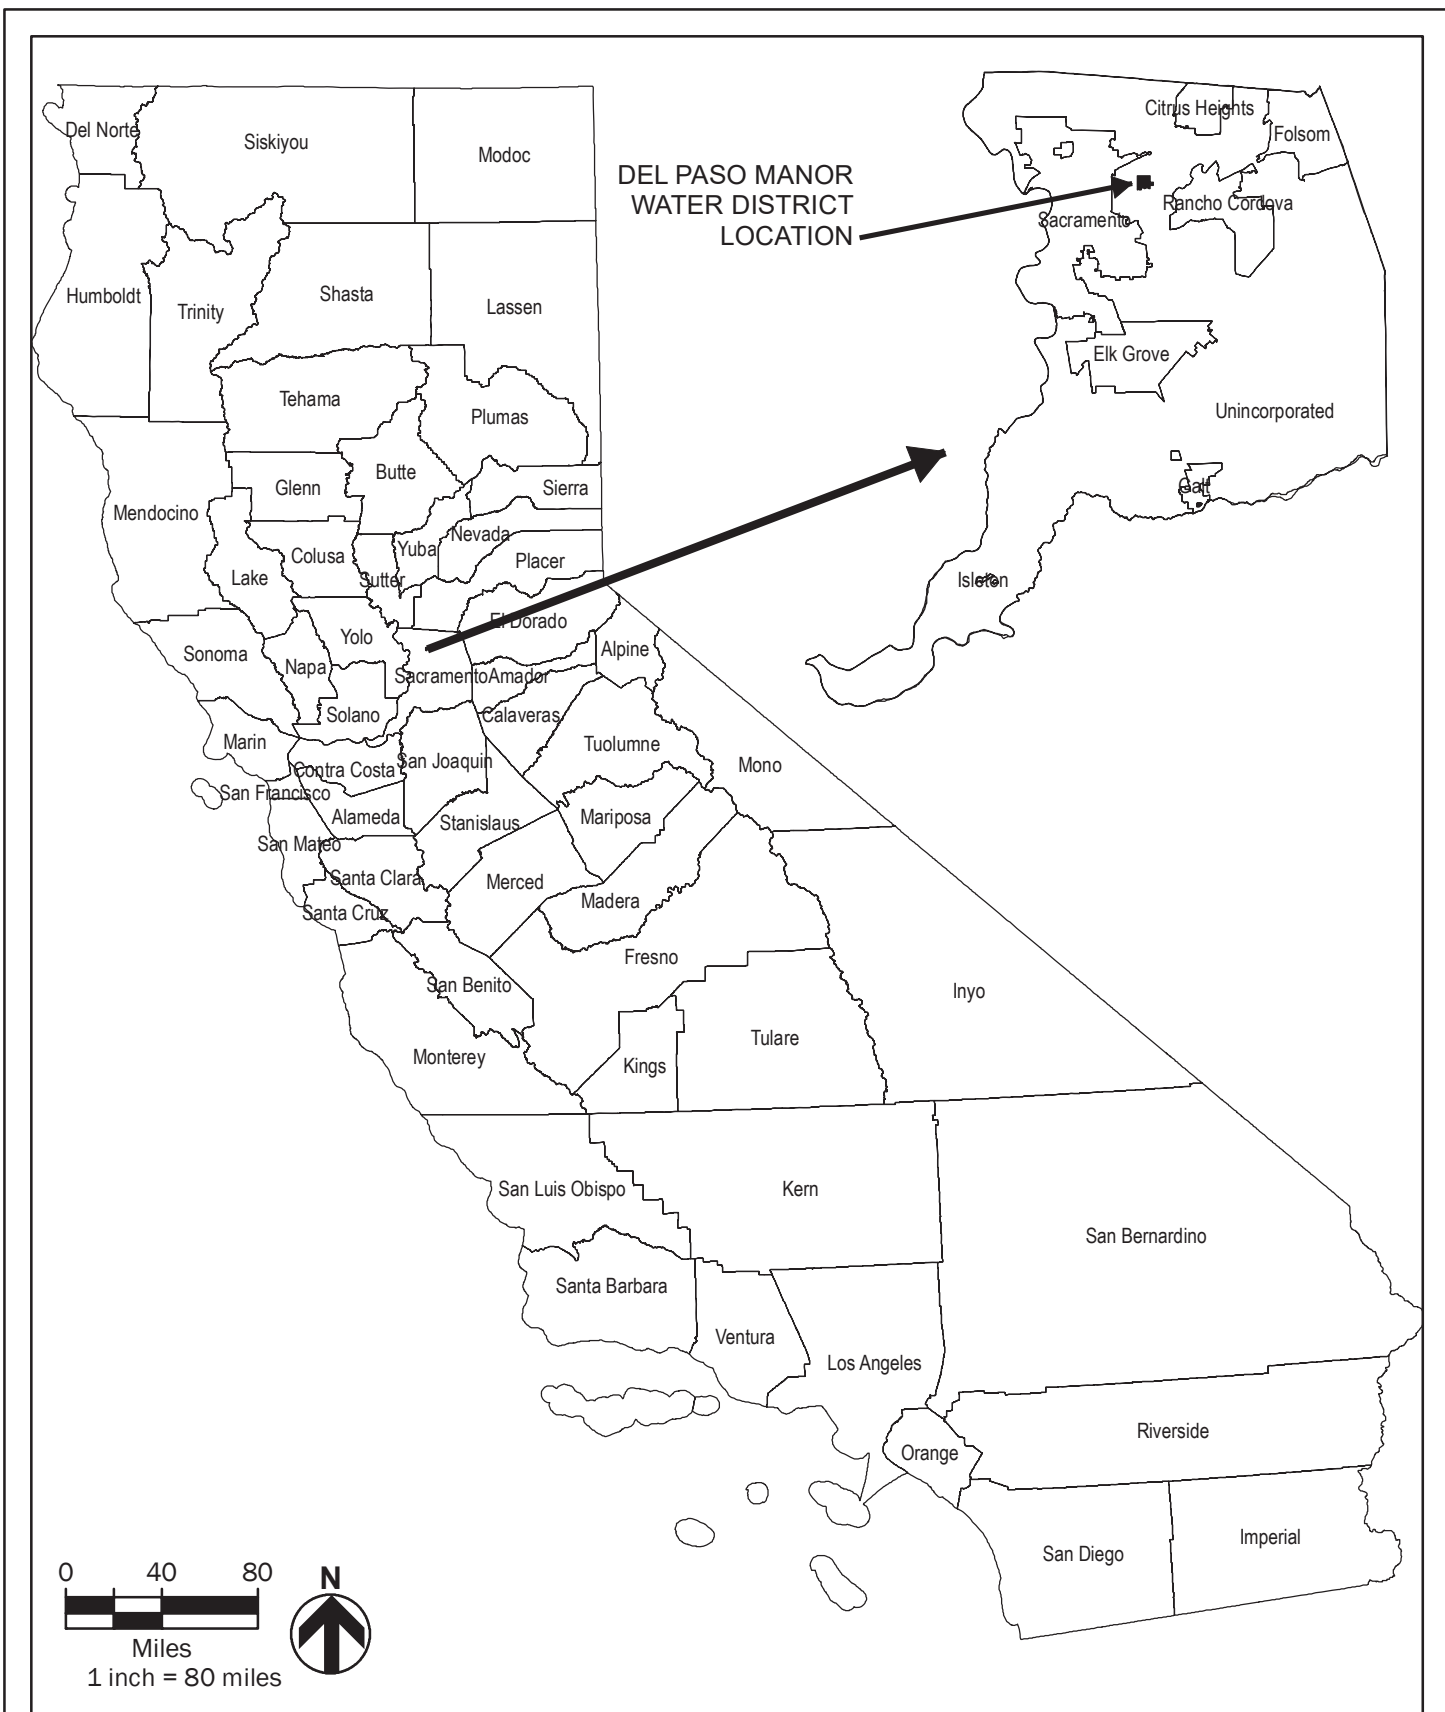 Del Norte
Siskiyou
Modoc
Citrus Heights
Folsom
DEL PASO MANOR
WATER DISTRICT
LOCATION
Rancho Cordova
Sacramento
Humboldt
Trinity
Shasta
Lassen
Elk Grove
Tehama
Plumas
Unincorporated
Butte
Glenn
Sierra
Galt
Mendocino
Nevada
Colusa
Yuba
Placer
Lake
Sutter
Isleton
El Dorado
Yolo
Sonoma
Napa
Alpine
Sacramento
Amador
Solano
Calaveras
Marin
Tuolumne
San Joaquin
Contra Costa
Mono
San Francisco
Alameda
Stanislaus
Mariposa
San Mateo
Santa Clara
Merced
Madera
Santa Cruz
Fresno
San Benito
Inyo
Monterey
Kings
Tulare
San Luis Obispo
Kern
San Bernardino
Santa Barbara
Ventura
Los Angeles
Riverside
Orange
San Diego
Imperial
0 40 80
Miles
1 inch = 80 miles
N